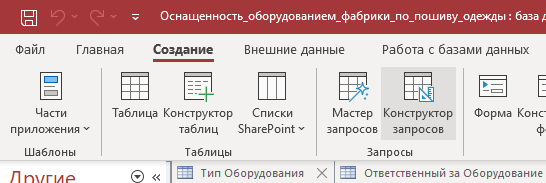 Оснащенность_оборудованием_фабрики_по_пошиву_одежды : база д
Файл Главная Создание Внешние данные Работа с базами данных
Части приложения
Таблица
Конструктор таблиц
Списки SharePoint
Мастер запросов
Конструктор запросов
Форма
Конст
ф
Шаблоны Таблицы Запросы
Другие
Тип Оборудования
Ответственный за Оборудование